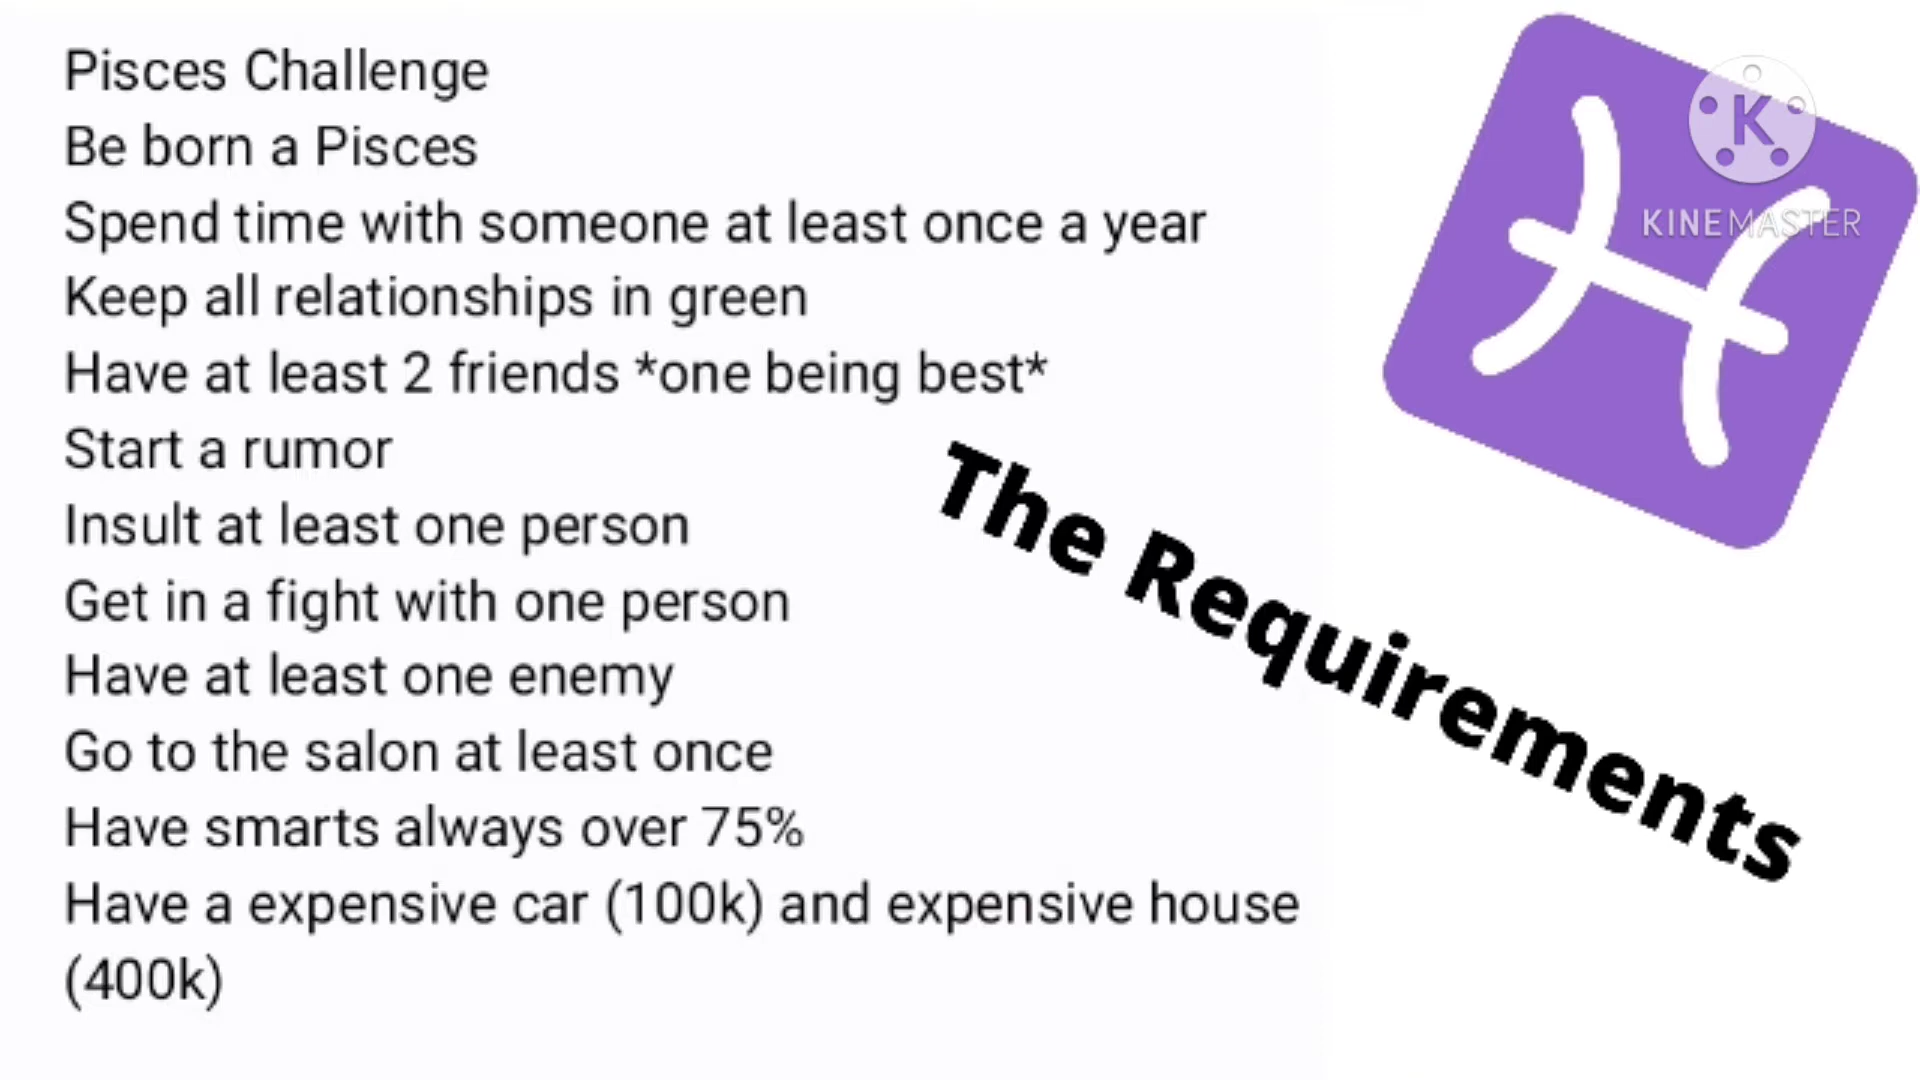 Pisces Challenge
Be born a Pisces
Spend time with someone at least once a year
Keep all relationships in green
Have at least 2 friends *one being best*
Start a rumor
Insult at least one person
Get in a fight with one person
Have at least one enemy
Go to the salon at least once
Have smarts always over 75%
Have a expensive car (100k) and expensive house
(400k)
The Requirements
K
KINEMASTER